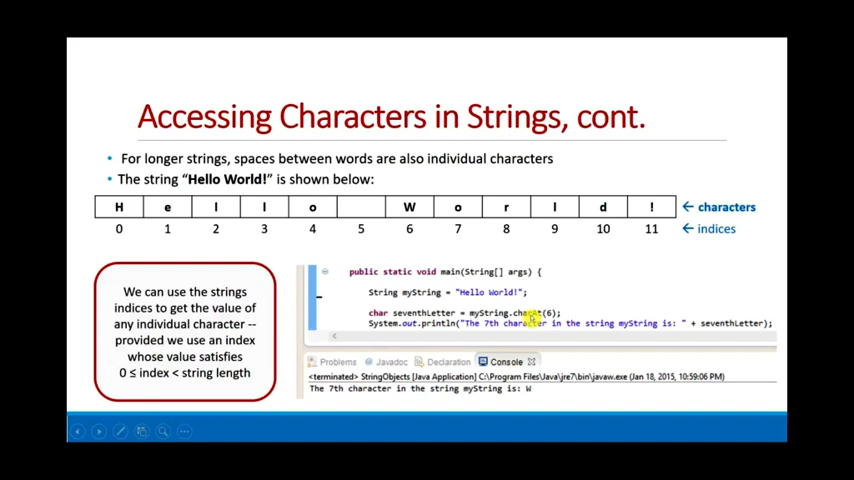 Accessing Characters in Strings, cont.
• For longer strings, spaces between words are also individual characters
• The string “Hello World!” is shown below:
H e l l o W o r l d ! ← characters
0 1 2 3 4 5 6 7 8 9 10 11 ← indices
We can use the strings
indices to get the value of
any individual character --
provided we use an index
whose value satisfies
0 ≤ index < string length
public static void main(String[] args) {
String myString = "Hello World!";
char seventhLetter = myString.charAt(6);
System.out.println("The 7th character in the string myString is: " + seventhLetter);
Problems Javadoc Declaration Console
<terminated> StringObjects [Java Application] C:\Program Files\Java\jre7\bin\javaw.exe (Jan 18, 2015, 10:59:06 PM)
The 7th character in the string myString is: W